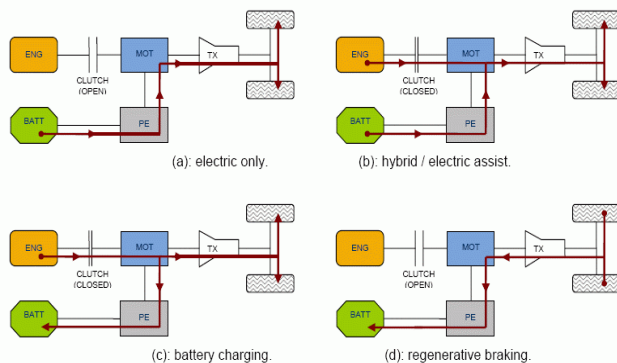 ENG
MOT
TX
CLUTCH
(OPEN)
BATT
PE
(a): electric only.
ENG
MOT
TX
CLUTCH
(CLOSED)
BATT
PE
(b): hybrid / electric assist.
ENG
MOT
TX
CLUTCH
(CLOSED)
BATT
PE
(c): battery charging.
ENG
MOT
TX
CLUTCH
(OPEN)
BATT
PE
(d): regenerative braking.